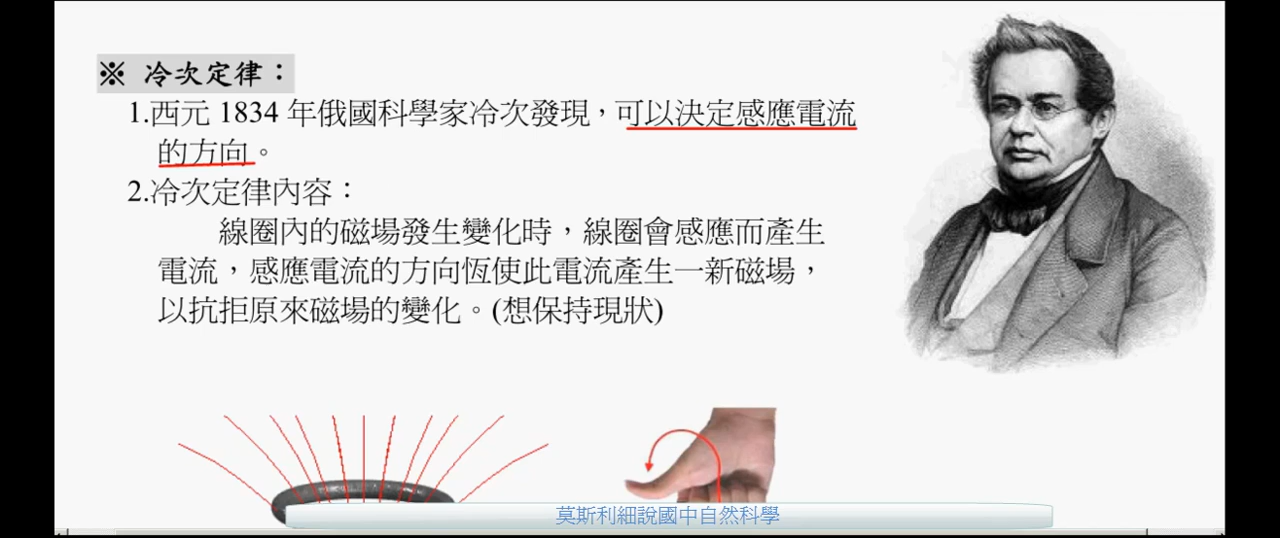 ※ 冷次定律：
1.西元 1834 年俄國科學家冷次發現，可以決定感應電流
的方向。
2.冷次定律內容：
線圈內的磁場發生變化時，線圈會感應而產生
電流，感應電流的方向恆使此電流產生一新磁場，
以抗拒原來磁場的變化。(想保持現狀)
莫斯利細說國中自然科學